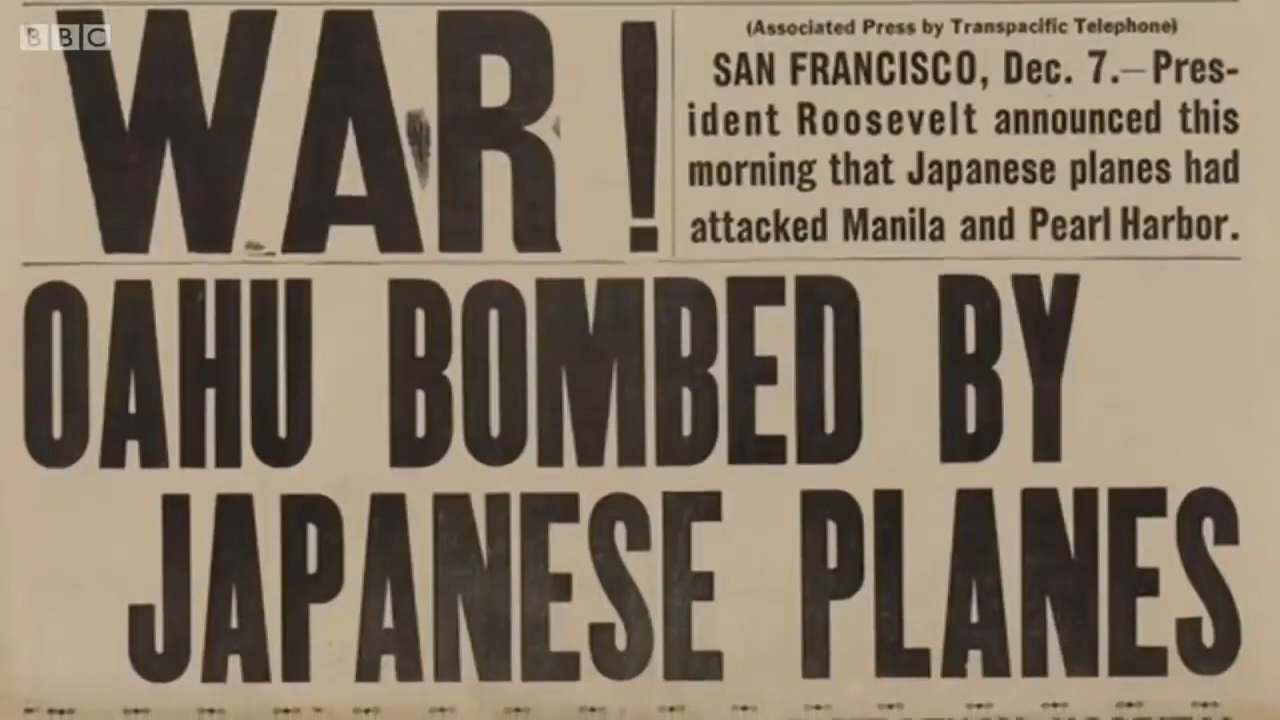 BBC
WAR!
(Associated Press by Transpacific Telephone)
SAN FRANCISCO, Dec. 7.—Pres-
ident Roosevelt announced this
morning that Japanese planes had
attacked Manila and Pearl Harbor.
OAHU BOMBED BY
JAPANESE PLANES